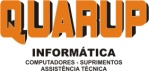 QUARUP
INFORMÁTICA
COMPUTADORES - SUPRIMENTOS
ASSISTÊNCIA TÉCNICA